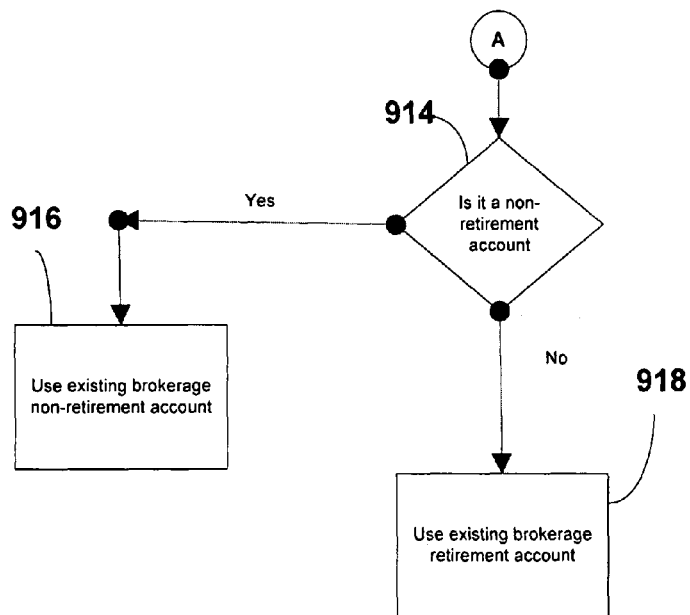 A
914
Is it a non-
retirement
account
Yes
916
Use existing brokerage
non-retirement account
No
918
Use existing brokerage
retirement account